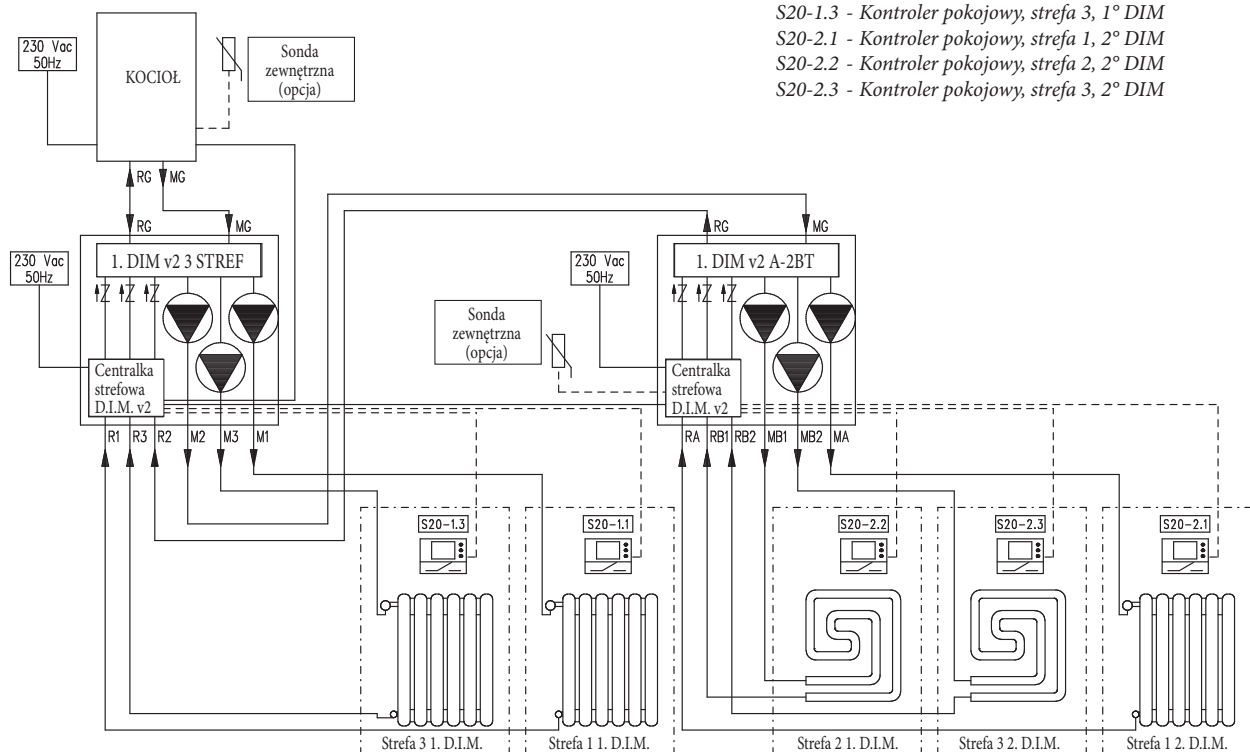 S20-1.3 - Kontroler pokojowy, strefa 3, 1° DIM
S20-2.1 - Kontroler pokojowy, strefa 1, 2° DIM
S20-2.2 - Kontroler pokojowy, strefa 2, 2° DIM
S20-2.3 - Kontroler pokojowy, strefa 3, 2° DIM
230 Vac
50Hz
KOCIOŁ
Sonda
zewnętrzna
(opcja)
RG MG
RG MG
RG MG
230 Vac
50Hz
1. DIM v2 3 STREF
230 Vac
50Hz
1. DIM v2 A-2BT
Sonda
zewnętrzna
(opcja)
Centralka
strefowa
D.I.M. v2
Centralka
strefowa
D.I.M. v2
R1 R3 R2 M2 M3 M1
RA RB1 RB2 MB1 MB2 MA
S20-1.3
S20-1.1
S20-2.2
S20-2.3
S20-2.1
Strefa 3 1. D.I.M.
Strefa 1 1. D.I.M.
Strefa 2 1. D.I.M.
Strefa 3 2. D.I.M.
Strefa 1 2. D.I.M.